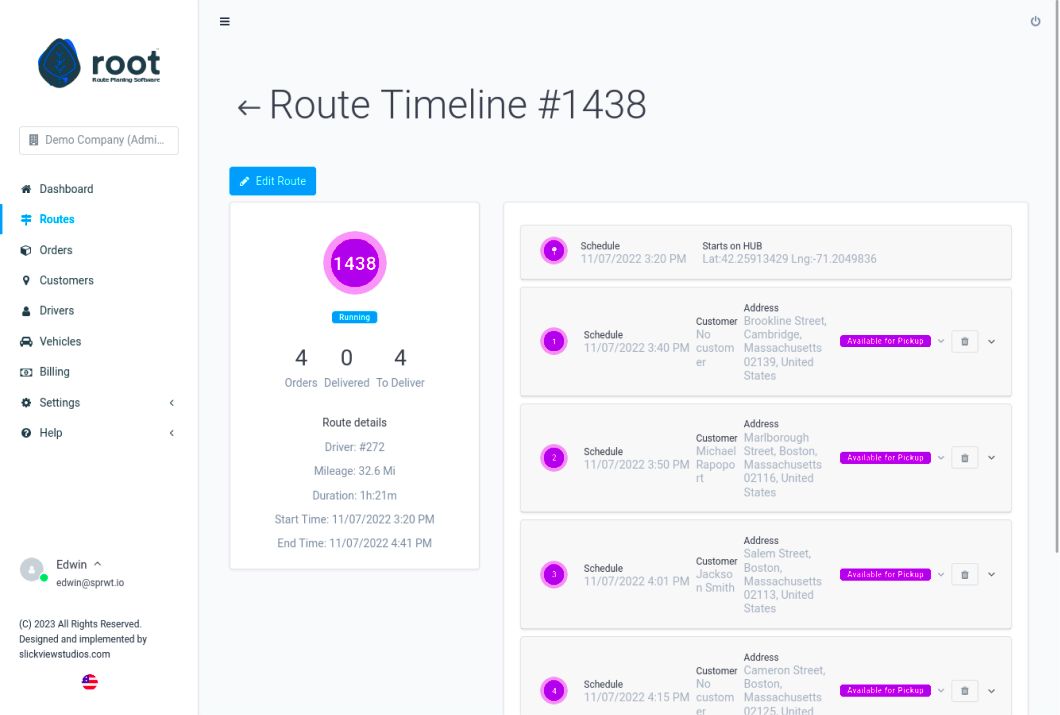 root
Route Planing Software
Demo Company (Admi...
Dashboard
Routes
Orders
Customers
Drivers
Vehicles
Billing
Settings
Help
Edwin
edwin@sprwt.io
(C) 2023 All Rights Reserved.
Designed and implemented by
slickviewstudios.com
← Route Timeline #1438
Edit Route
1438
Running
4 0 4
Orders Delivered To Deliver
Route details
Driver: #272
Mileage: 32.6 Mi
Duration: 1h:21m
Start Time: 11/07/2022 3:20 PM
End Time: 11/07/2022 4:41 PM
Schedule
11/07/2022 3:20 PM
Starts on HUB
Lat:42.25913429 Lng:-71.2049836
1
Schedule
11/07/2022 3:40 PM
Customer
No
custom
er
Address
Brookline Street,
Cambridge,
Massachusetts
02139, United
States
Available for Pickup
2
Schedule
11/07/2022 3:50 PM
Customer
Michael
Rapopo
rt
Address
Marlborough
Street, Boston,
Massachusetts
02116, United
States
Available for Pickup
3
Schedule
11/07/2022 4:01 PM
Customer
Jackso
n Smith
Address
Salem Street,
Boston,
Massachusetts
02113, United
States
Available for Pickup
4
Schedule
11/07/2022 4:15 PM
Customer
No
custom
er
Address
Cameron Street,
Boston,
Massachusetts
02125, United
Available for Pickup